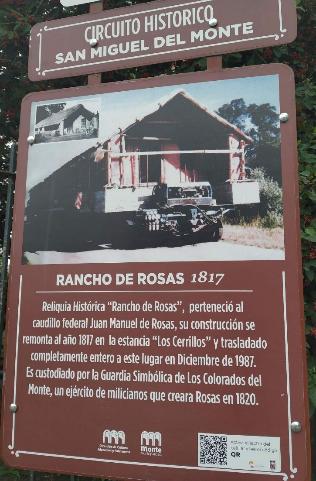 CIRCUITO HISTORICO
SAN MIGUEL DEL MONTE
RANCHO DE ROSAS 1817
Reliquia Histórica "Rancho de Rosas", perteneció al
caudillo federal Juan Manuel de Rosas, su construcción se
remonta al año 1817 en la estancia "Los Cerrillos" y trasladado
completamente entero a este lugar en Diciembre de 1987.
Es custodiado por la Guardia Simbólica de Los Colorados del
Monte, un ejército de milicianos que creara Rosas en 1820.
Monte
QR